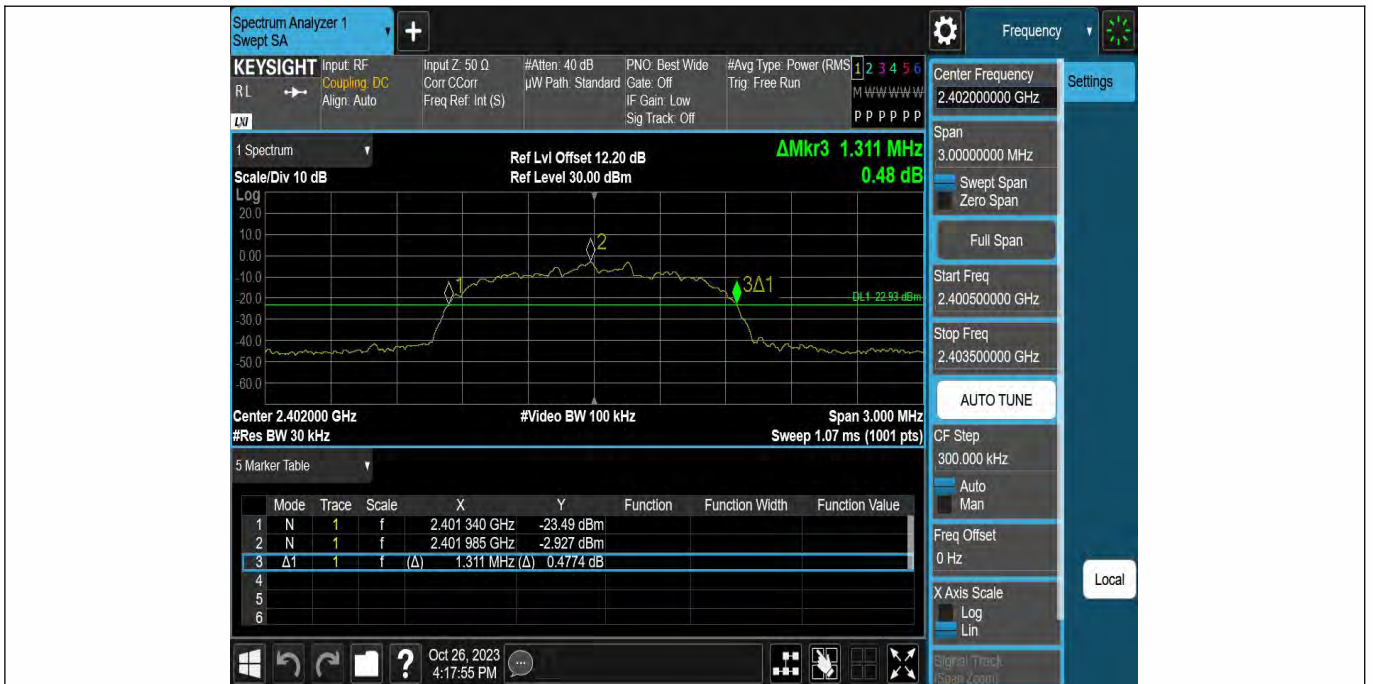 Spectrum Analyzer 1
Swept SA
+
Frequency
KEYSIGHT
RL
LXI
Input: RF
Coupling: DC
Align: Auto
Input Z: 50 Ω
Corr CCorr
Freq Ref: Int (S)
#Atten: 40 dB
µW Path: Standard
PNO: Best Wide
Gate: Off
IF Gain: Low
Sig Track: Off
#Avg Type: Power (RMS
Trig: Free Run
1 2 3 4 5 6
M W W W W W
P P P P P P
1 Spectrum
Scale/Div 10 dB
Ref Lvl Offset 12.20 dB
Ref Level 30.00 dBm
ΔMkr3 1.311 MHz
0.48 dB
Log
20.0
10.0
0.00
-10.0
-20.0
-30.0
-40.0
-50.0
-60.0
1
2
3Δ1
DL1 -22.93 dBm
Center 2.402000 GHz
#Video BW 100 kHz
Span 3.000 MHz
#Res BW 30 kHz
Sweep 1.07 ms (1001 pts)
5 Marker Table
Mode Trace Scale X Y Function Function Width Function Value
1 N 1 f 2.401 340 GHz -23.49 dBm
2 N 1 f 2.401 985 GHz -2.927 dBm
3 Δ1 1 f (Δ) 1.311 MHz (Δ) 0.4774 dB
4
5
6
?
Oct 26, 2023
4:17:55 PM
Center Frequency
2.402000000 GHz
Span
3.00000000 MHz
Swept Span
Zero Span
Full Span
Start Freq
2.400500000 GHz
Stop Freq
2.403500000 GHz
AUTO TUNE
CF Step
300.000 kHz
Auto
Man
Freq Offset
0 Hz
X Axis Scale
Log
Lin
Signal Track
(Span Zoom)
Settings
Local